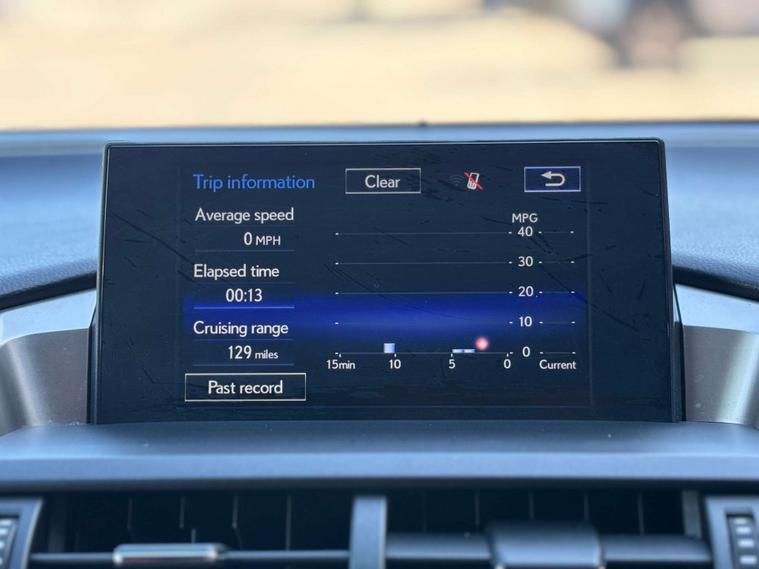 Trip information
Clear
Average speed
0 MPH
Elapsed time
00:13
Cruising range
129 miles
Past record
MPG
40
30
20
10
0
15min 10 5 0 Current